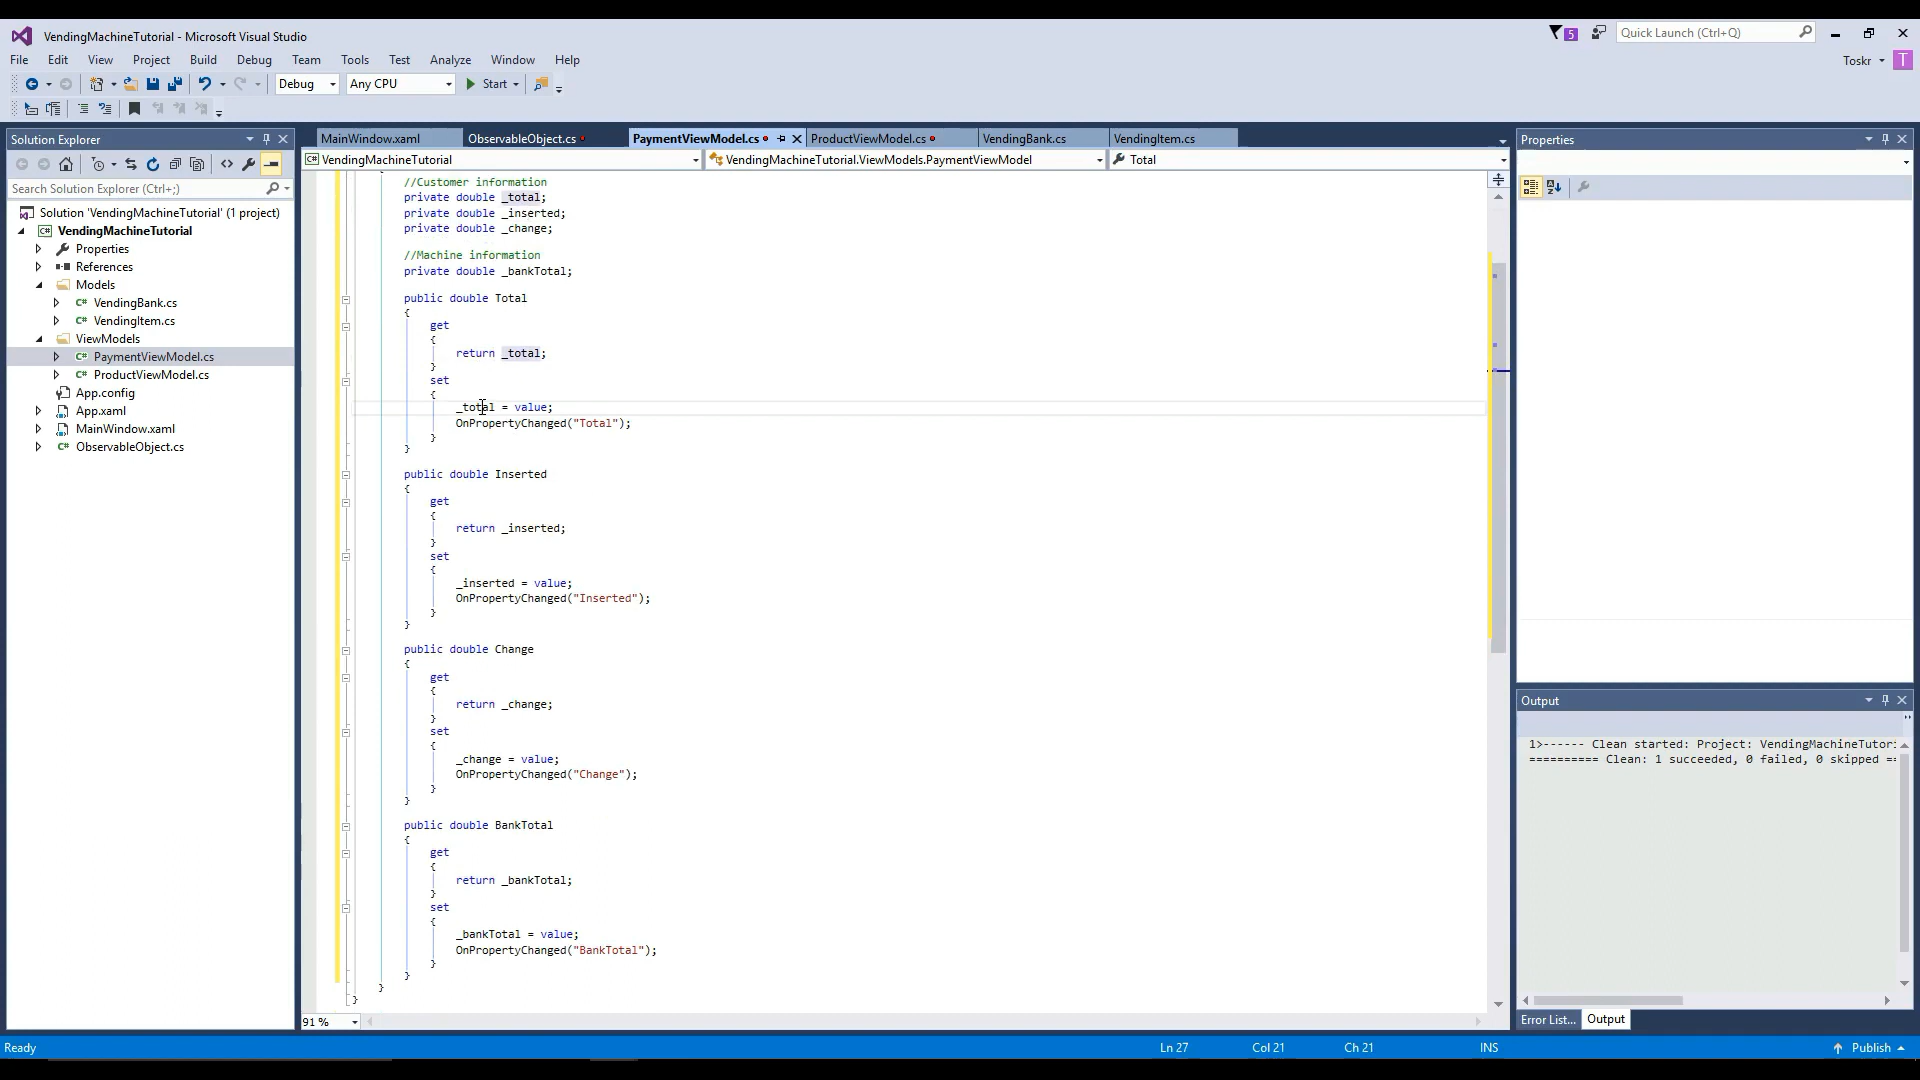 VendingMachineTutorial - Microsoft Visual Studio
5
Quick Launch (Ctrl+Q)
File Edit View Project Build Debug Team Tools Test Analyze Window Help
Toskr
T
Debug Any CPU Start
Solution Explorer
MainWindow.xaml ObservableObject.cs PaymentViewModel.cs ProductViewModel.cs VendingBank.cs VendingItem.cs
Properties
VendingMachineTutorial
VendingMachineTutorial.ViewModels.PaymentViewModel
Total
Search Solution Explorer (Ctrl+;)
Solution 'VendingMachineTutorial' (1 project)
VendingMachineTutorial
Properties
References
Models
VendingBank.cs
VendingItem.cs
ViewModels
PaymentViewModel.cs
ProductViewModel.cs
App.config
App.xaml
MainWindow.xaml
ObservableObject.cs
//Customer information
private double _total;
private double _inserted;
private double _change;
//Machine information
private double _bankTotal;
public double Total
{
get
{
return _total;
}
set
{
_total = value;
OnPropertyChanged("Total");
}
}
public double Inserted
{
get
{
return _inserted;
}
set
{
_inserted = value;
OnPropertyChanged("Inserted");
}
}
public double Change
{
get
{
return _change;
}
set
{
_change = value;
OnPropertyChanged("Change");
}
}
public double BankTotal
{
get
{
return _bankTotal;
}
set
{
_bankTotal = value;
OnPropertyChanged("BankTotal");
}
}
}
}
91 %
Output
1>------ Clean started: Project: VendingMachineTutori
========== Clean: 1 succeeded, 0 failed, 0 skipped ==
Error List... Output
Ready
Ln 27 Col 21 Ch 21 INS
Publish